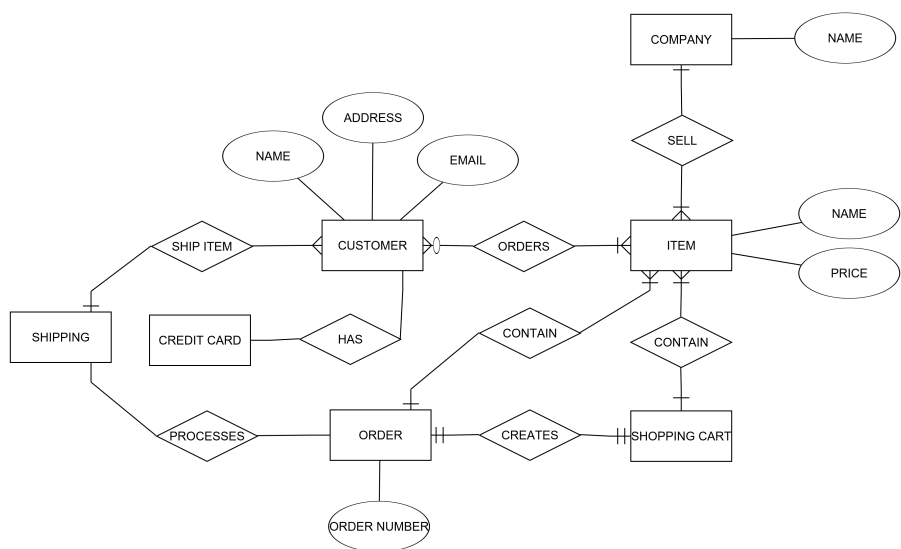 COMPANY
NAME
SELL
ADDRESS
NAME
EMAIL
SHIP ITEM
CUSTOMER
ORDERS
ITEM
NAME
PRICE
SHIPPING
CREDIT CARD
HAS
CONTAIN
CONTAIN
PROCESSES
ORDER
CREATES
SHOPPING CART
ORDER NUMBER